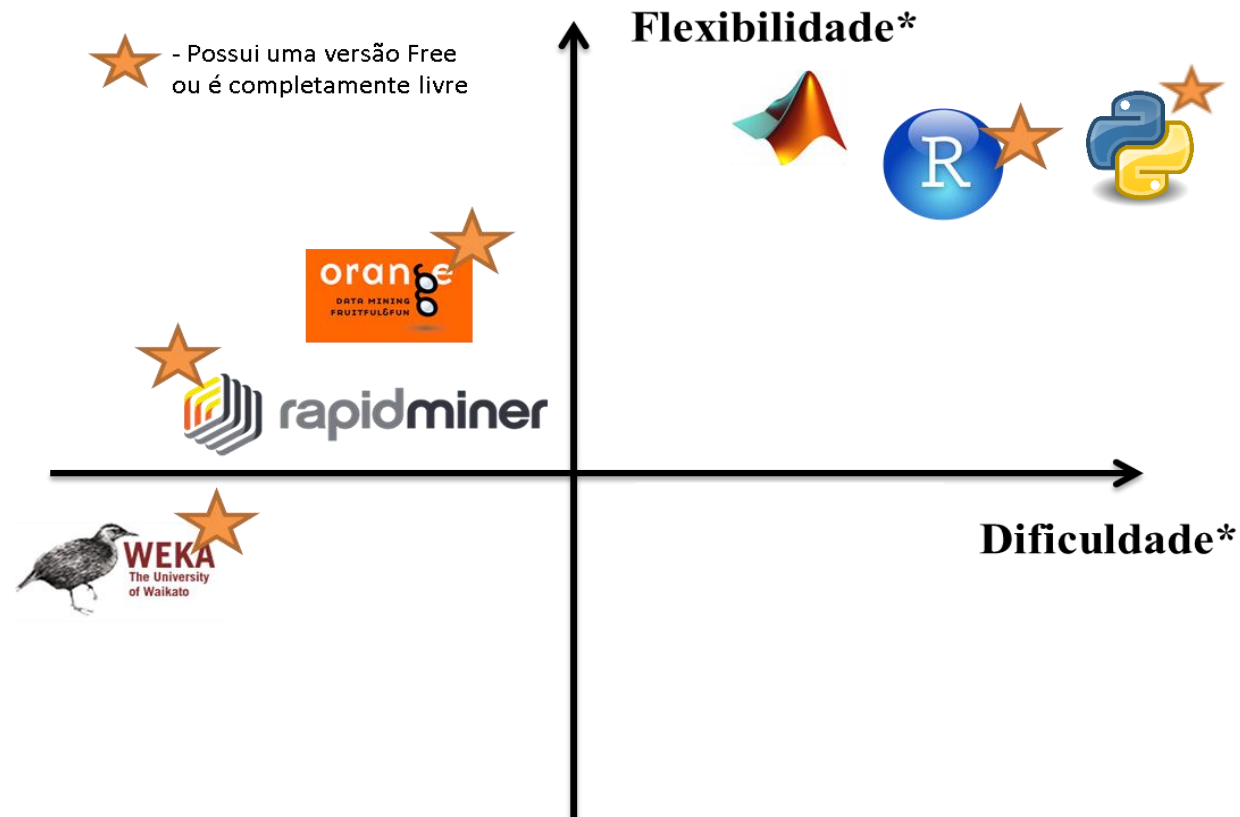 Flexibilidade*
- Possui uma versão Free
ou é completamente livre
R
orange
DATA MINING
FRUITFUL&FUN
rapidminer
Dificuldade*
WEKA
The University
of Waikato